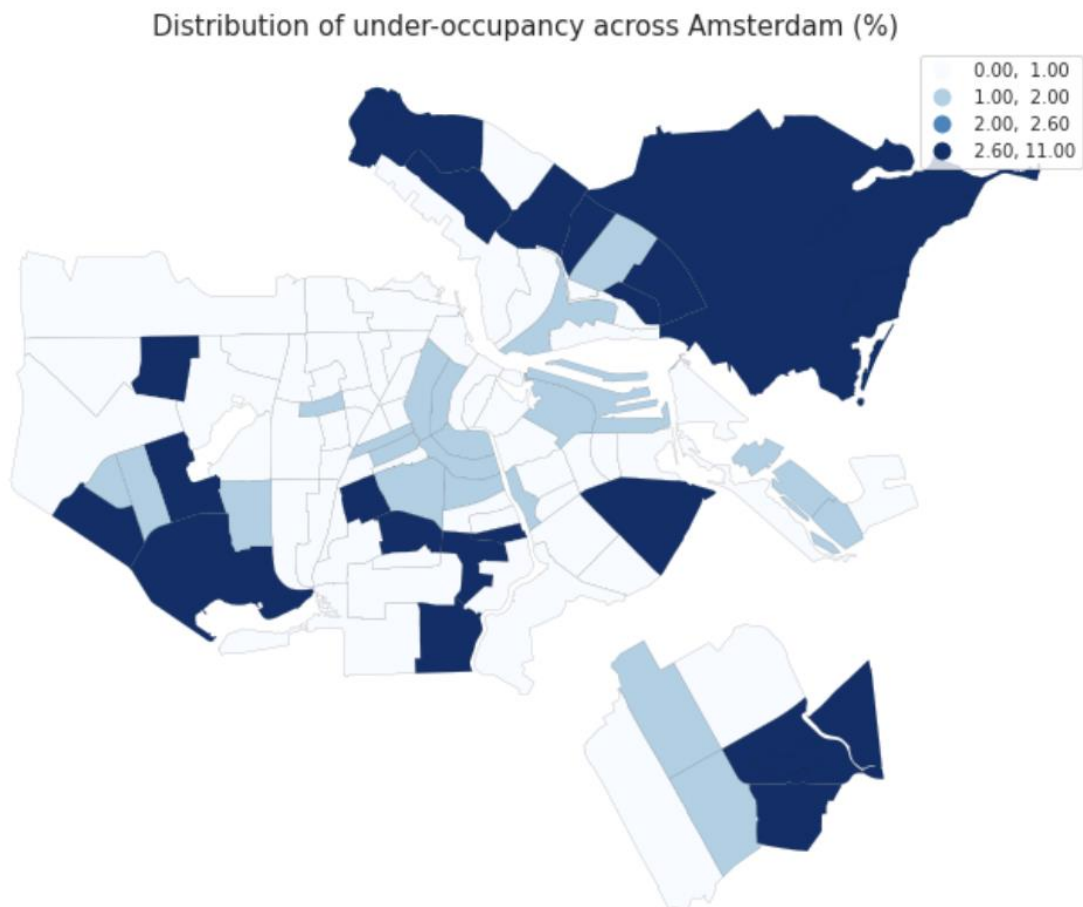 Distribution of under-occupancy across Amsterdam (%)
0.00, 1.00
1.00, 2.00
2.00, 2.60
2.60, 11.00